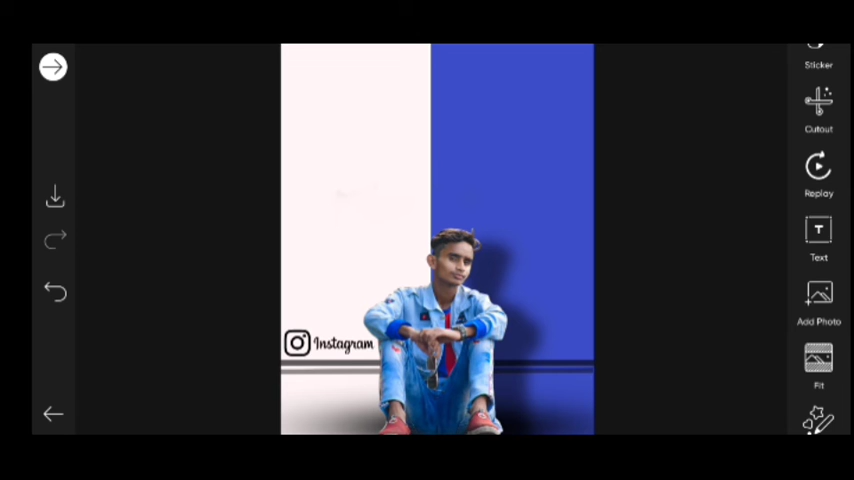 Sticker
Cutout
Replay
Text
Add Photo
Fit
Instagram